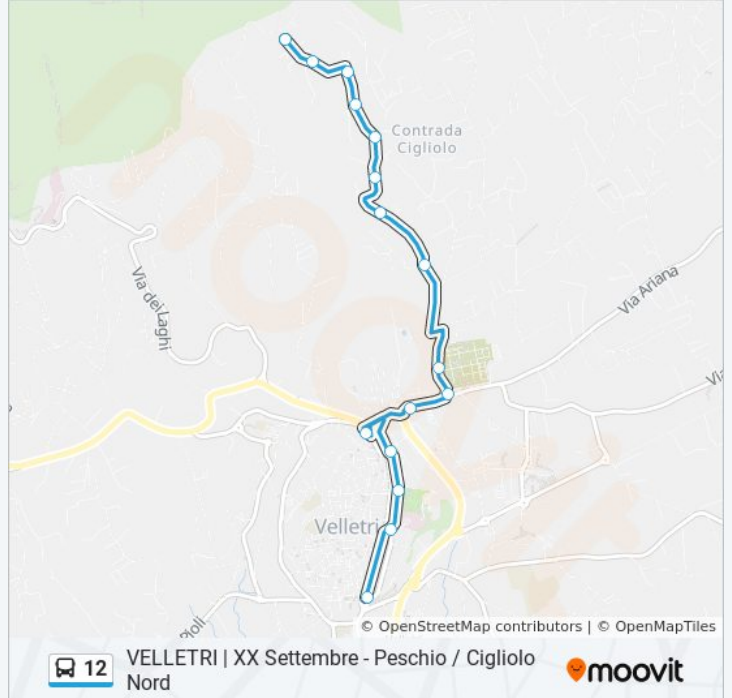 Contrada
Cigliolo
Via dei Laghi
Via Ariana
Via
Velletri
© OpenStreetMap contributors | © OpenMapTiles
12
VELLETRI | XX Settembre - Peschio / Cigliolo
Nord
moovit